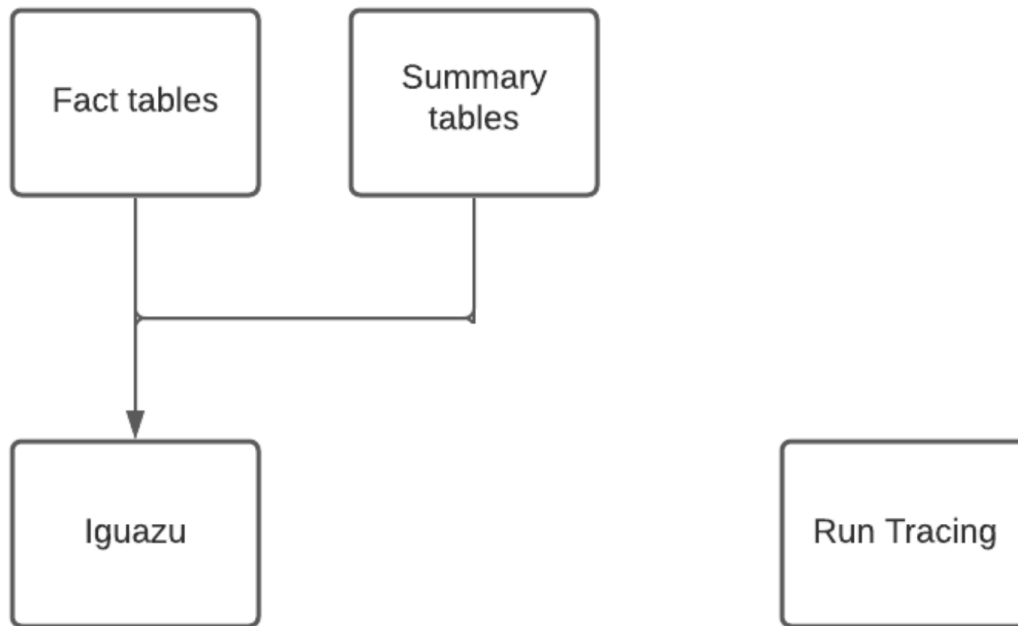 Fact tables
Summary
tables
Iguazu
Run Tracing